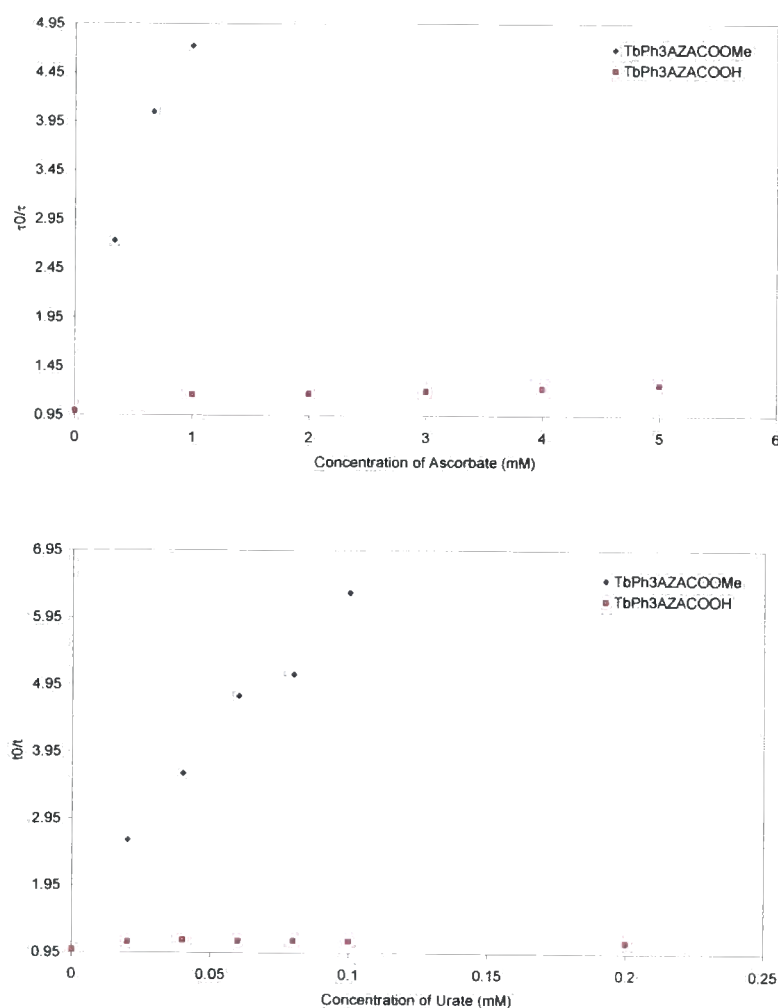 4.95
4.45
3.95
3.45
2.95
2.45
1.95
1.45
0.95
τ0/τ
TbPh3AZACOOMe
TbPh3AZACOOH
0 1 2 3 4 5 6
Concentration of Ascorbate (mM)
6.95
5.95
4.95
3.95
2.95
1.95
0.95
t0/t
TbPh3AZACOOMe
TbPh3AZACOOH
0 0.05 0.1 0.15 0.2 0.25
Concentration of Urate (mM)